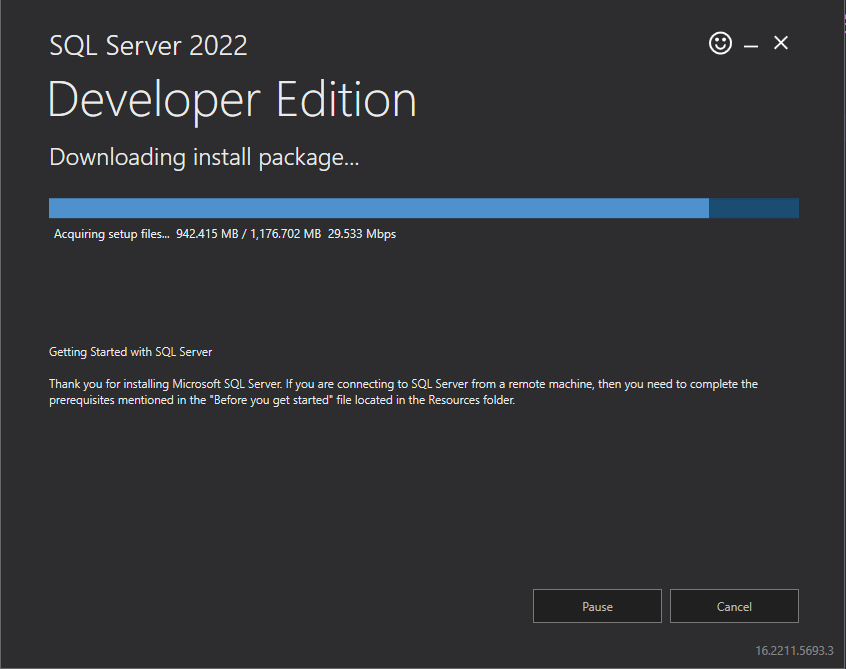 SQL Server 2022
Developer Edition
Downloading install package...
Acquiring setup files... 942.415 MB / 1,176.702 MB 29.533 Mbps
Getting Started with SQL Server
Thank you for installing Microsoft SQL Server. If you are connecting to SQL Server from a remote machine, then you need to complete the
prerequisites mentioned in the "Before you get started" file located in the Resources folder.
Pause
Cancel
16.2211.5693.3